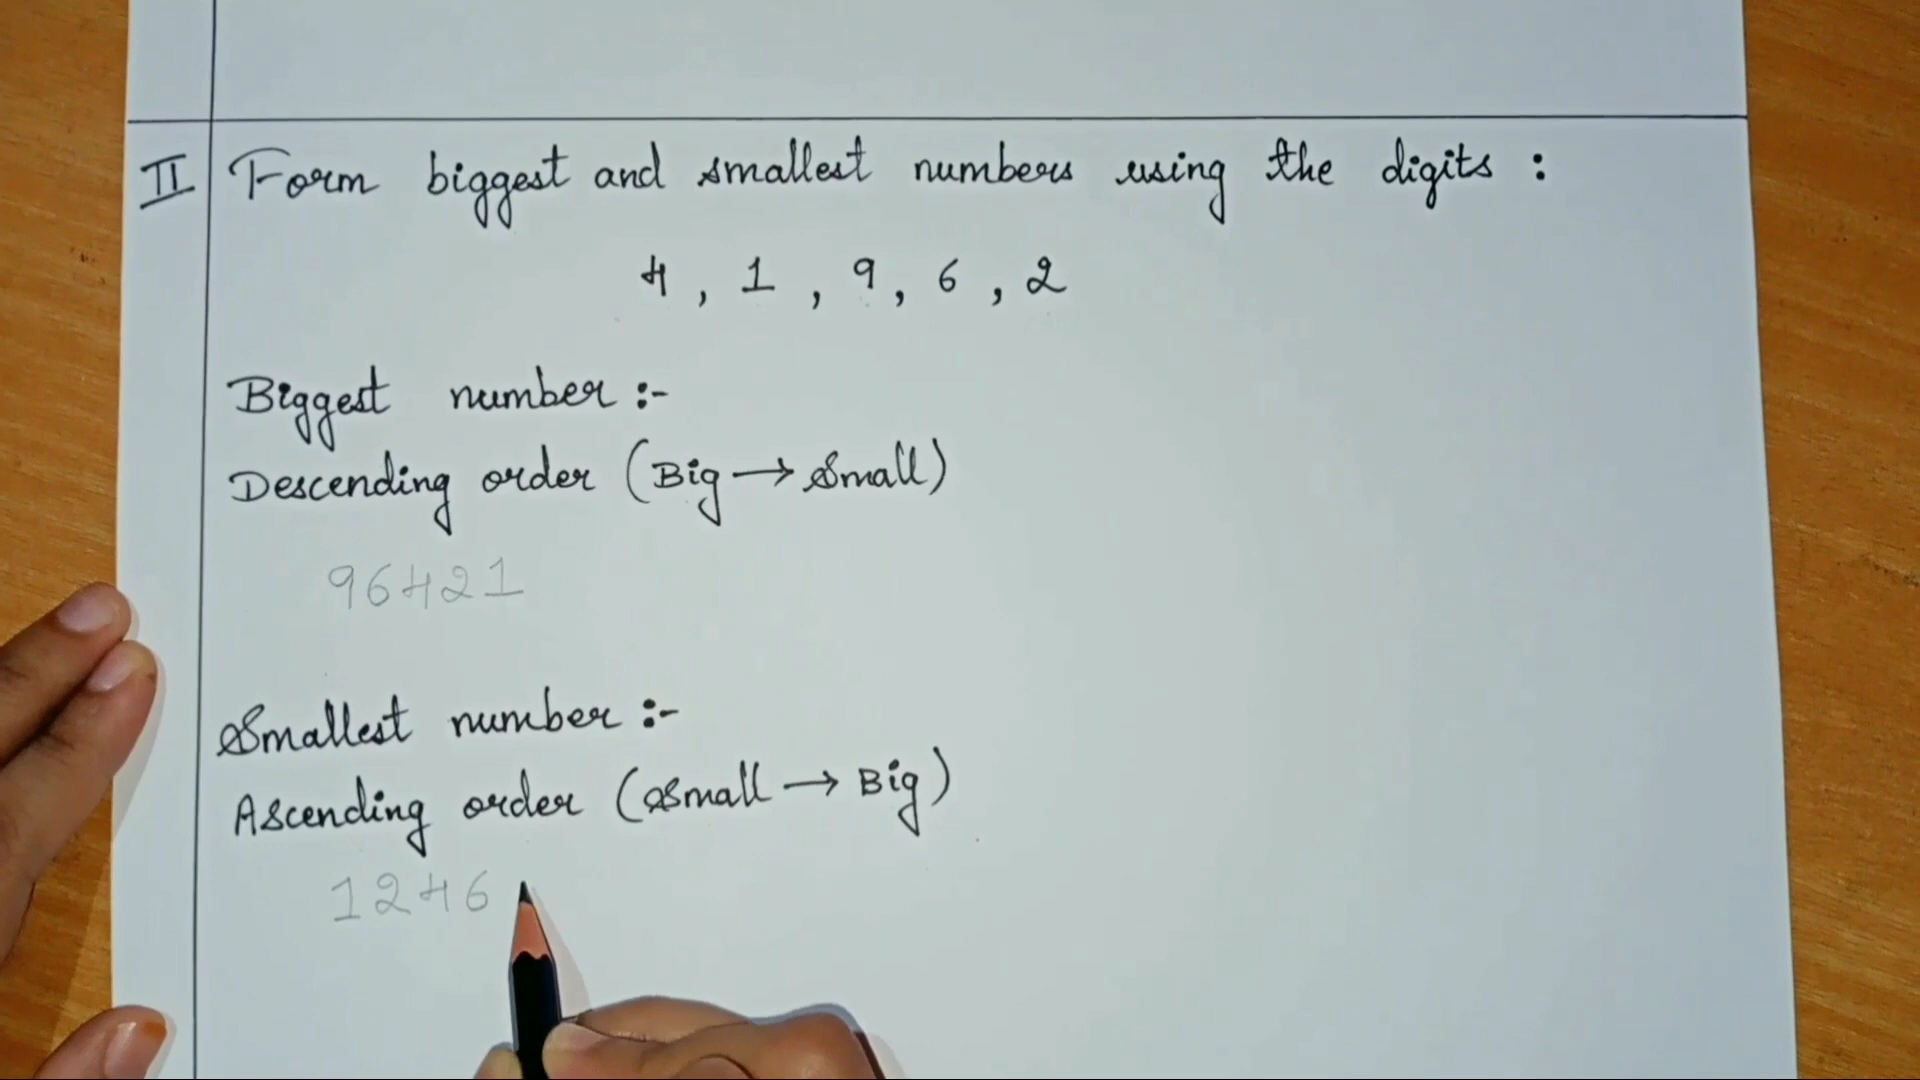 II Form biggest and smallest numbers using the digits :
4 , 1 , 9 , 6 , 2
Biggest number :-
Descending order (Big → Small)
96421
Smallest number :-
Ascending order (Small → Big)
1246